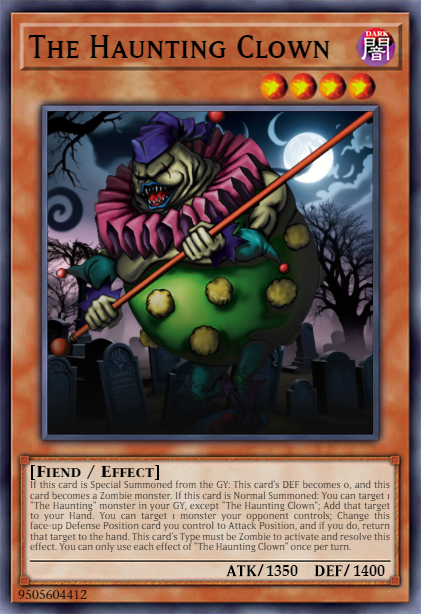 The Haunting Clown
DARK
闇
[Fiend / Effect]
If this card is Special Summoned from the GY: This card's DEF becomes 0, and this
card becomes a Zombie monster. If this card is Normal Summoned: You can target 1
"The Haunting" monster in your GY, except "The Haunting Clown"; Add that target
to your Hand. You can target 1 monster your opponent controls; Change this
face-up Defense Position card you control to Attack Position, and if you do, return
that target to the hand. This card's Type must be Zombie to activate and resolve this
effect. You can only use each effect of "The Haunting Clown" once per turn.
ATK/1350 DEF/1400
9505604412